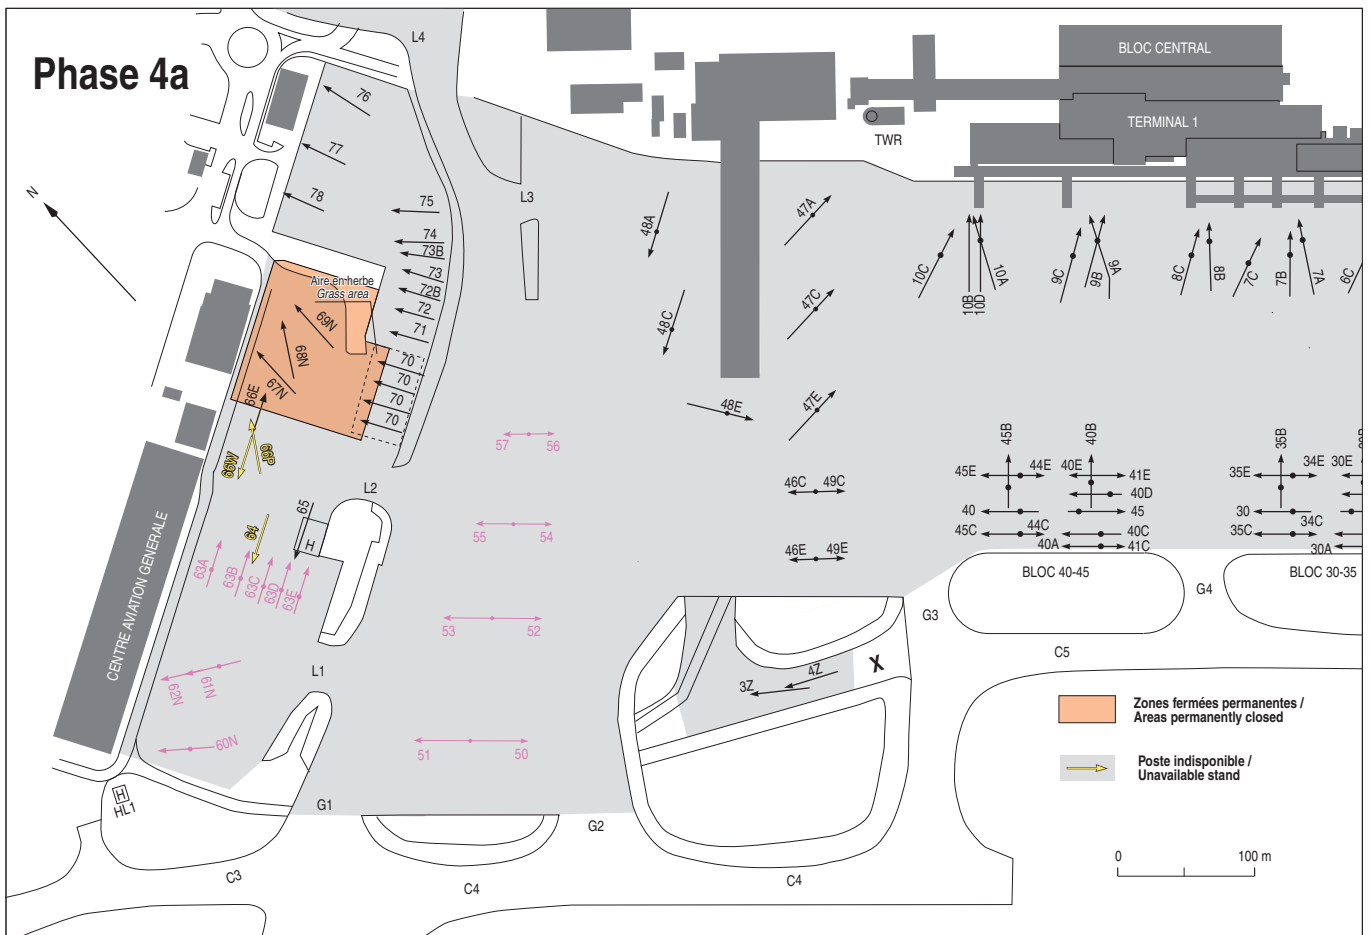 Phase 4a
L4
BLOC CENTRAL
TERMINAL 1
TWR
N
76
77
78
75
74
73B
73
72B
72
71
70
70
70
70
L3
Aire en herbe
Grass area
69N
68N
67N
66E
66W
66P
64
65
H
L2
63A
63B
63C
63D
63E
62N
61N
60N
L1
CENTRE AVIATION GENERALE
H
HL1
G1
G2
C3
C4
C4
57
56
55
54
53
52
51
50
48A
48C
48E
47A
47C
47E
46C
49C
46E
49E
10C
10B
10D
10A
9C
9B
9A
8C
8B
7C
7B
7A
6C
45B
45E
44E
40
45C
44C
40B
40E
41E
40D
45
40C
40A
41C
35B
35E
34E
30
34C
35C
30E
30A
BLOC 40-45
BLOC 30-35
G3
G4
C5
X
4Z
3Z
Zones fermées permanentes /
Areas permanently closed
Poste indisponible /
Unavailable stand
0
100 m